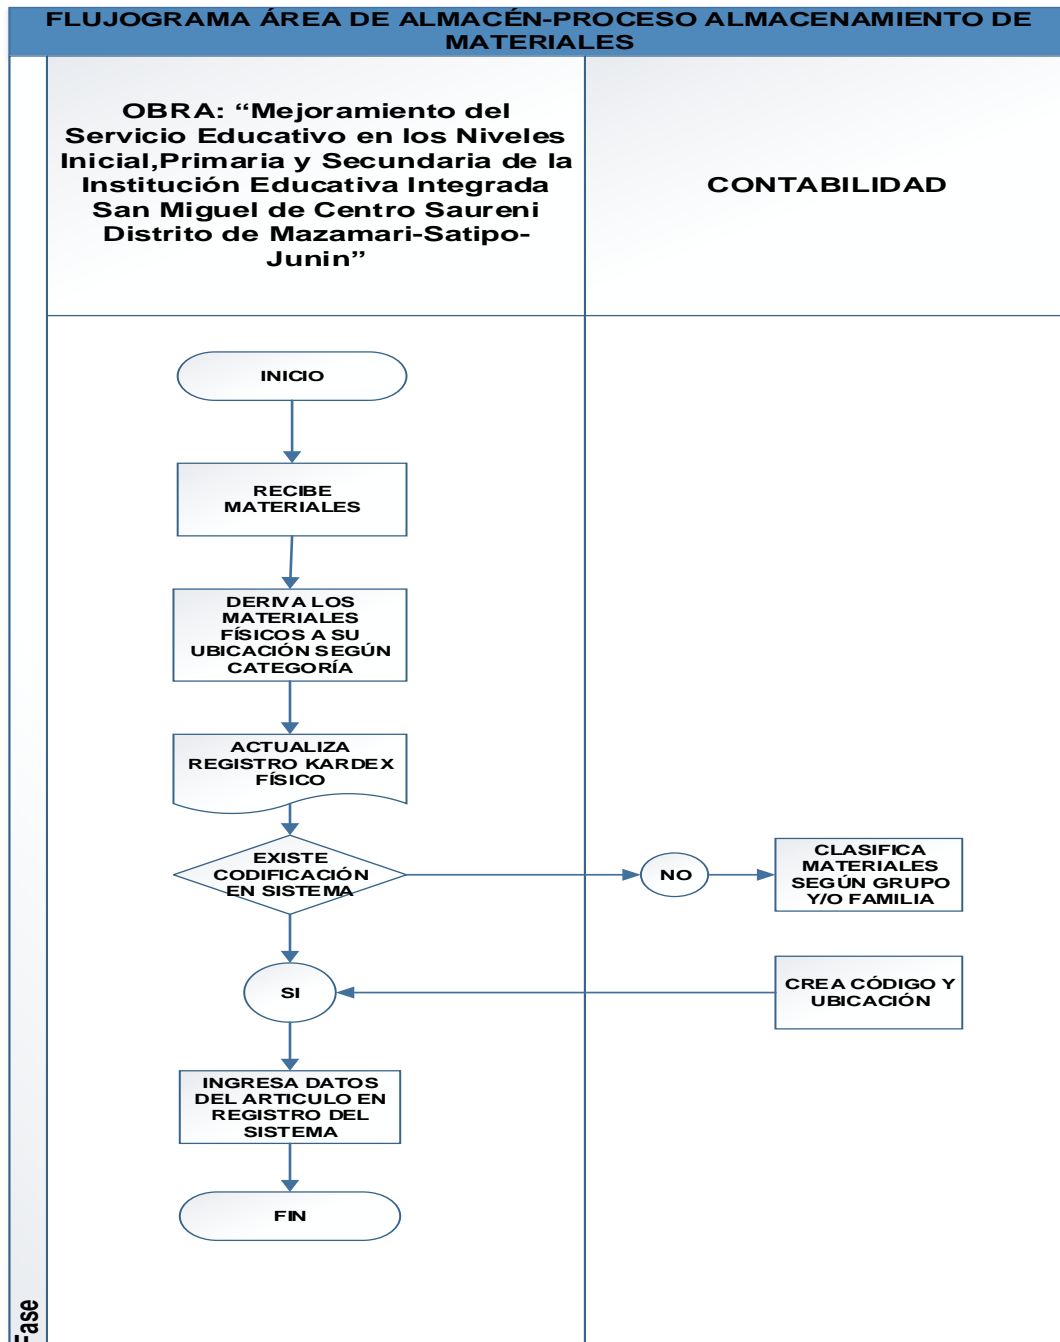 FLUJOGRAMA ÁREA DE ALMACÉN-PROCESO ALMACENAMIENTO DE
MATERIALES
OBRA: “Mejoramiento del
Servicio Educativo en los Niveles
Inicial,Primaria y Secundaria de la
Institución Educativa Integrada
San Miguel de Centro Saureni
Distrito de Mazamari-Satipo-
Junin”
CONTABILIDAD
INICIO
RECIBE
MATERIALES
DERIVA LOS
MATERIALES
FÍSICOS A SU
UBICACIÓN SEGÚN
CATEGORÍA
ACTUALIZA
REGISTRO KARDEX
FÍSICO
EXISTE
CODIFICACIÓN
EN SISTEMA
NO
CLASIFICA
MATERIALES
SEGÚN GRUPO
Y/O FAMILIA
SI
CREA CÓDIGO Y
UBICACIÓN
INGRESA DATOS
DEL ARTICULO EN
REGISTRO DEL
SISTEMA
FIN
Fase